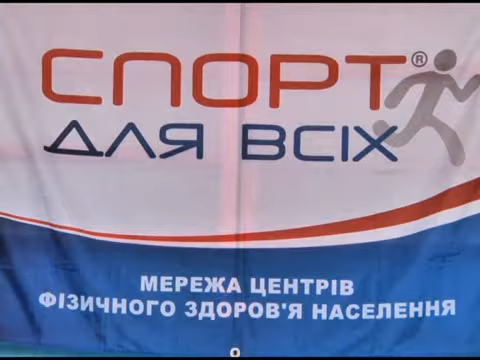 СПОРТ®
ДЛЯ ВСІХ
МЕРЕЖА ЦЕНТРІВ
ФІЗИЧНОГО ЗДОРОВ'Я НАСЕЛЕННЯ